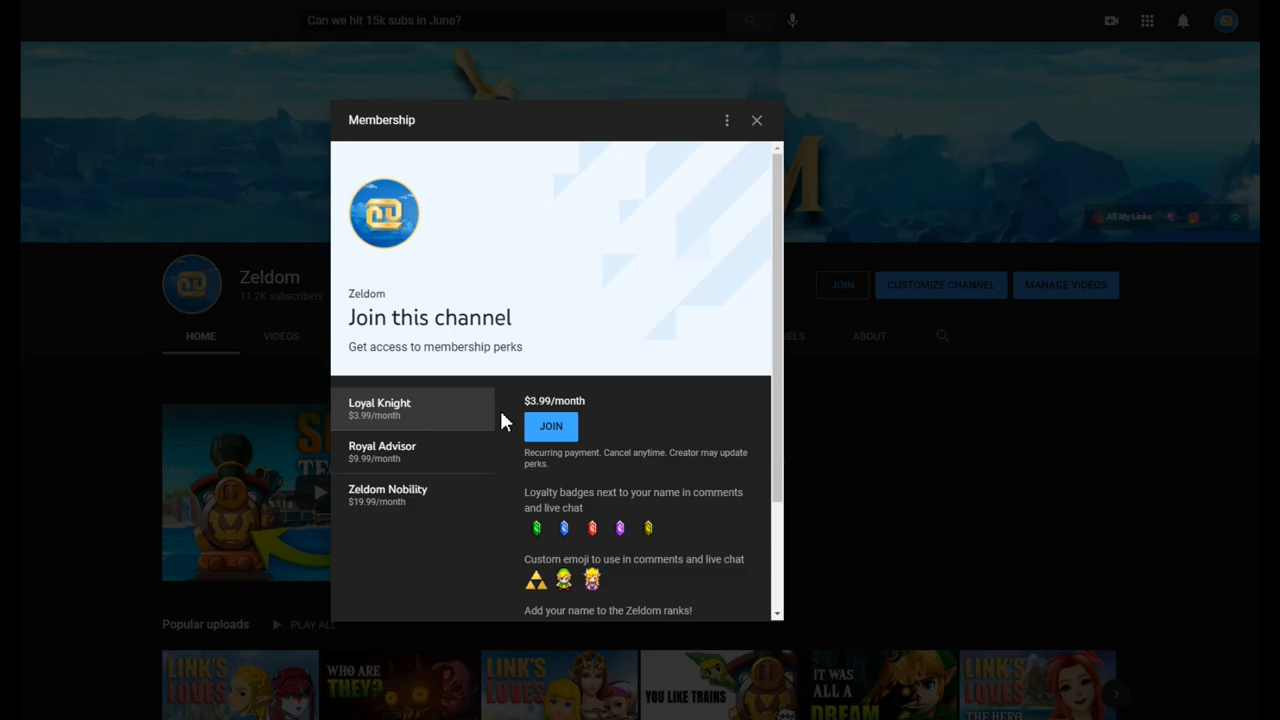 Can we hit 15k subs in June?
All My Links
Membership
Zeldom
11.2K subscribers
JOIN
CUSTOMIZE CHANNEL
MANAGE VIDEOS
HOME
VIDEOS
ABOUT
Zeldom
Join this channel
Get access to membership perks
Loyal Knight
$3.99/month
Royal Advisor
$9.99/month
Zeldom Nobility
$19.99/month
$3.99/month
JOIN
Recurring payment. Cancel anytime. Creator may update
perks.
Loyalty badges next to your name in comments
and live chat
Custom emoji to use in comments and live chat
Add your name to the Zeldom ranks!
Popular uploads
PLAY ALL
LINK'S
LOVES
WHO ARE
THEY?
LINK'S
LOVES
YOU LIKE TRAINS
IT WAS
ALL A
DREAM
LINK'S
LOVES
THE HERO